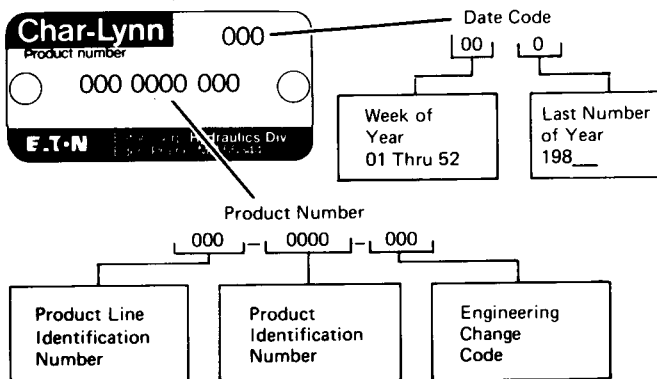 Char-Lynn
Product number
000
000 0000 000
E.T·N
Hydraulics Div
Date Code
00 0
Week of
Year
01 Thru 52
Last Number
of Year
198__
Product Number
000 – 0000 – 000
Product Line
Identification
Number
Product
Identification
Number
Engineering
Change
Code